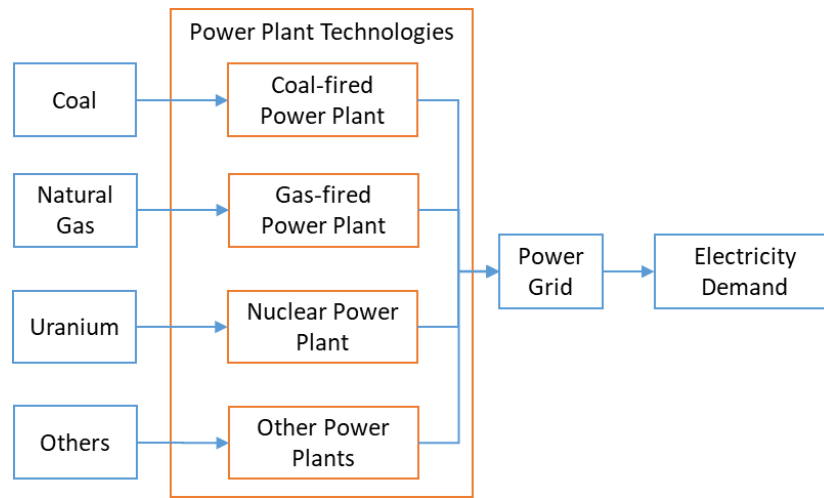 Power Plant Technologies
Coal
Coal-fired
Power Plant
Natural
Gas
Gas-fired
Power Plant
Power
Grid
Electricity
Demand
Uranium
Nuclear Power
Plant
Others
Other Power
Plants